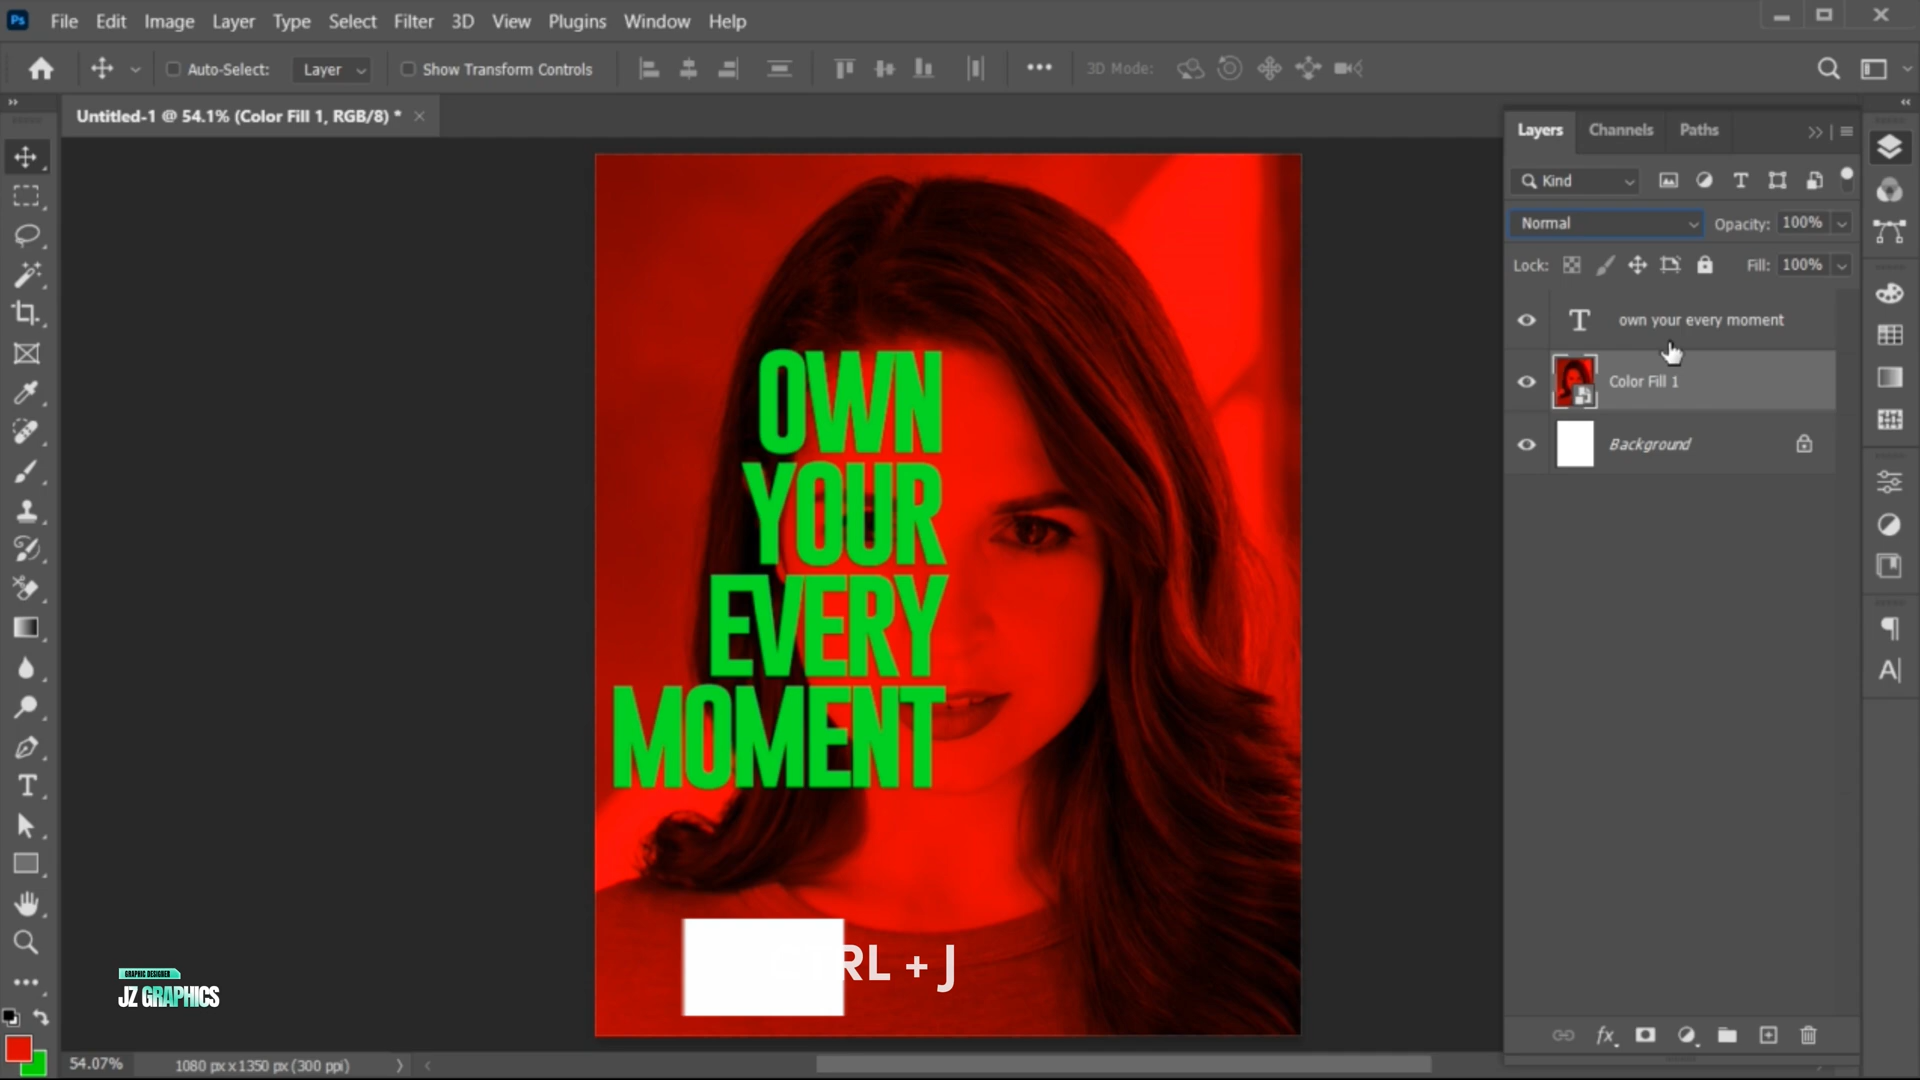 Ps File Edit Image Layer Type Select Filter 3D View Plugins Window Help
Auto-Select: Layer Show Transform Controls 3D Mode:
Untitled-1 @ 54.1% (Color Fill 1, RGB/8) *
Layers Channels Paths
Kind
Normal Opacity: 100%
Lock: Fill: 100%
own your every moment
Color Fill 1
Background
OWN
YOUR
EVERY
MOMENT
RL + J
GRAPHIC DESIGNER
JZ GRAPHICS
54.07% 1080 px x 1350 px (300 ppi)